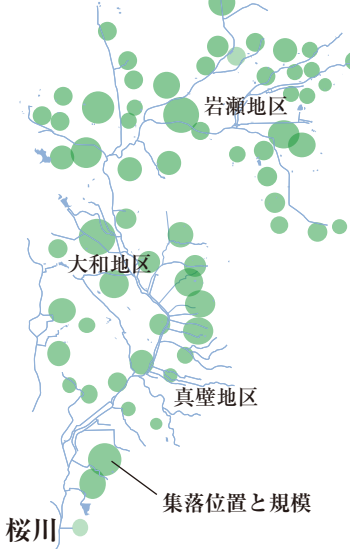 岩瀬地区
大和地区
真壁地区
集落位置と規模
桜川